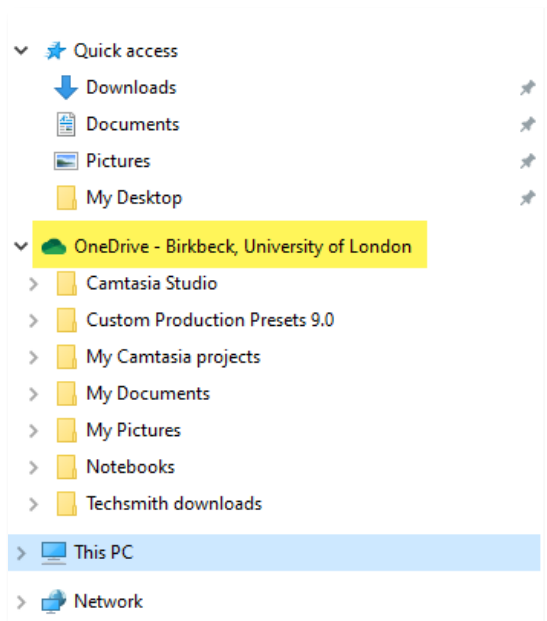 Quick access
Downloads
Documents
Pictures
My Desktop
OneDrive - Birkbeck, University of London
Camtasia Studio
Custom Production Presets 9.0
My Camtasia projects
My Documents
My Pictures
Notebooks
Techsmith downloads
This PC
Network